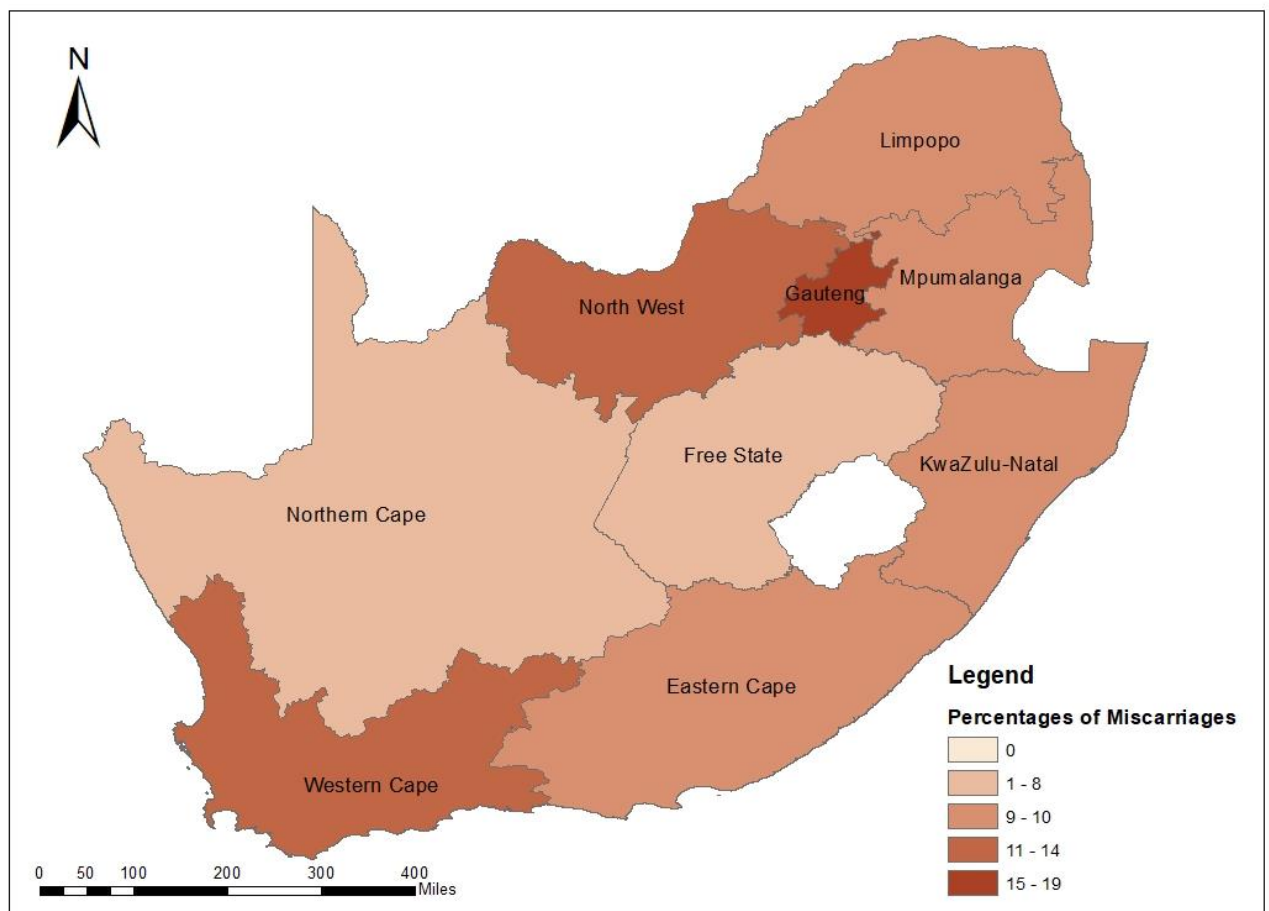 N
Limpopo
Mpumalanga
Gauteng
North West
Free State
KwaZulu-Natal
Northern Cape
Eastern Cape
Western Cape
Legend
Percentages of Miscarriages
0
1 - 8
9 - 10
11 - 14
15 - 19
0 50 100 200 300 400
Miles